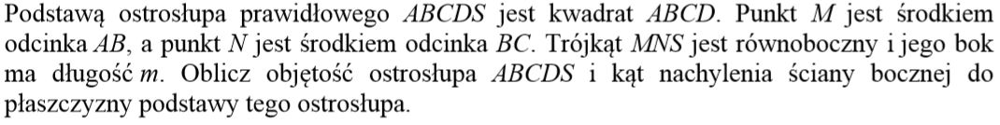 Podstawą ostrosłupa prawidłowego ABCDS jest kwadrat ABCD. Punkt M jest środkiem
odcinka AB, a punkt N jest środkiem odcinka BC. Trójkąt MNS jest równoboczny i jego bok
ma długość m. Oblicz objętość ostrosłupa ABCDS i kąt nachylenia ściany bocznej do
płaszczyzny podstawy tego ostrosłupa.